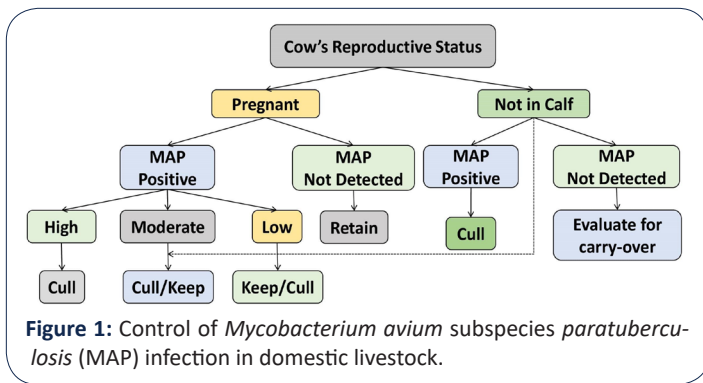 Cow's Reproductive Status
Pregnant
Not in Calf
MAP
Positive
MAP
Not Detected
MAP
Positive
MAP
Not Detected
High
Moderate
Low
Retain
Cull
Evaluate for
carry-over
Cull
Cull/Keep
Keep/Cull
Figure 1: Control of Mycobacterium avium subspecies paratubercu-
losis (MAP) infection in domestic livestock.